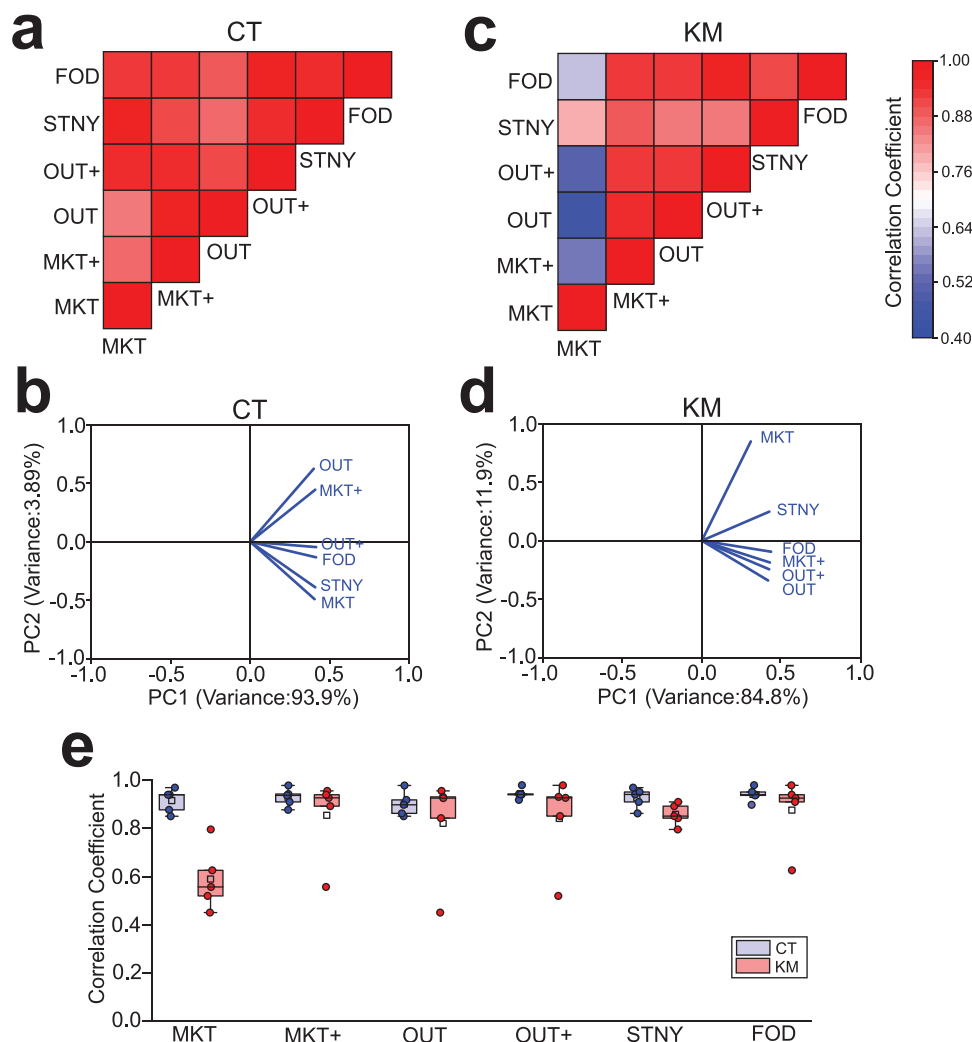 a
CT
FOD
STNY
OUT+
OUT
MKT+
MKT
FOD
STNY
OUT+
OUT
MKT+
MKT
c
KM
FOD
STNY
OUT+
OUT
MKT+
MKT
FOD
STNY
OUT+
OUT
MKT+
MKT
Correlation Coefficient
1.00
0.88
0.76
0.64
0.52
0.40
b
CT
PC2 (Variance:3.89%)
1.0
0.5
0.0
-0.5
-1.0
OUT
MKT+
OUT+
FOD
STNY
MKT
-1.0 -0.5 0.0 0.5 1.0
PC1 (Variance:93.9%)
d
KM
PC2 (Variance:11.9%)
1.0
0.5
0.0
-0.5
-1.0
MKT
STNY
FOD
MKT+
OUT+
OUT
-1.0 -0.5 0.0 0.5 1.0
PC1 (Variance:84.8%)
e
Correlation Coefficient
1.0
0.8
0.6
0.4
0.2
0.0
CT
KM
MKT MKT+ OUT OUT+ STNY FOD